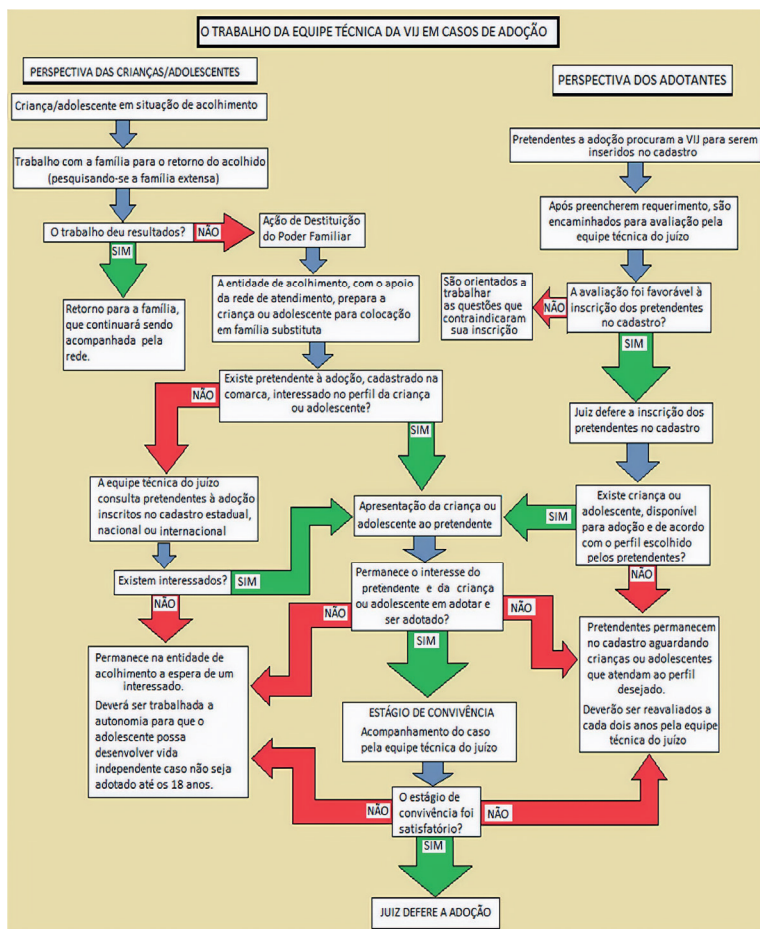 O TRABALHO DA EQUIPE TÉCNICA DA VIJ EM CASOS DE ADOÇÃO
PERSPECTIVA DAS CRIANÇAS/ADOLESCENTES
Criança/adolescente em situação de acolhimento
Trabalho com a família para o retorno do acolhido
(pesquisando-se a família extensa)
O trabalho deu resultados?
NÃO
SIM
Ação de Destituição
do Poder Familiar
Retorno para a família,
que continuará sendo
acompanhada pela
rede.
A entidade de acolhimento, com o apoio
da rede de atendimento, prepara a
criança ou adolescente para colocação
em família substituta
Existe pretendente à adoção, cadastrado na
comarca, interessado no perfil da criança
ou adolescente?
NÃO
SIM
A equipe técnica do juízo
consulta pretendentes à adoção
inscritos no cadastro estadual,
nacional ou internacional
Existem interessados?
SIM
NÃO
Apresentação da criança ou
adolescente ao pretendente
Permanece o interesse do
pretendente e da criança
ou adolescente em adotar e
ser adotado?
NÃO
NÃO
SIM
Permanece na entidade de
acolhimento a espera de um
interessado.
Deverá ser trabalhada a
autonomia para que o
adolescente possa
desenvolver vida
independente caso não seja
adotado até os 18 anos.
ESTÁGIO DE CONVIVÊNCIA
Acompanhamento do caso
pela equipe técnica do juízo
O estágio de
convivência foi
satisfatório?
NÃO
NÃO
SIM
JUIZ DEFERE A ADOÇÃO
PERSPECTIVA DOS ADOTANTES
Pretendentes a adoção procuram a VIJ para serem
inseridos no cadastro
Após preencherem requerimento, são
encaminhados para avaliação pela
equipe técnica do juízo
A avaliação foi favorável à
inscrição dos pretendentes
no cadastro?
NÃO
SIM
São orientados a
trabalhar
as questões que
contraindicaram
sua inscrição
Juiz defere a inscrição dos
pretendentes no cadastro
Existe criança ou
adolescente, disponível
para adoção e de acordo
com o perfil escolhido
pelos pretendentes?
SIM
NÃO
Pretendentes permanecem
no cadastro aguardando
crianças ou adolescentes
que atendam ao perfil
desejado.
Deverão ser reavaliados a
cada dois anos pela equipe
técnica do juízo